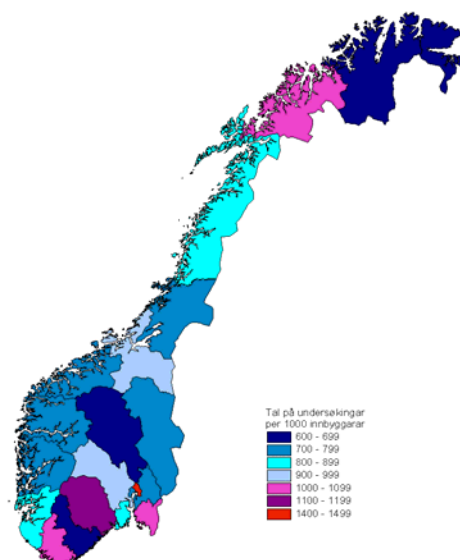 Tal på undersøkingar
per 1000 innbyggarar
600 - 699
700 - 799
800 - 899
900 - 999
1000 - 1099
1100 - 1199
1400 - 1499